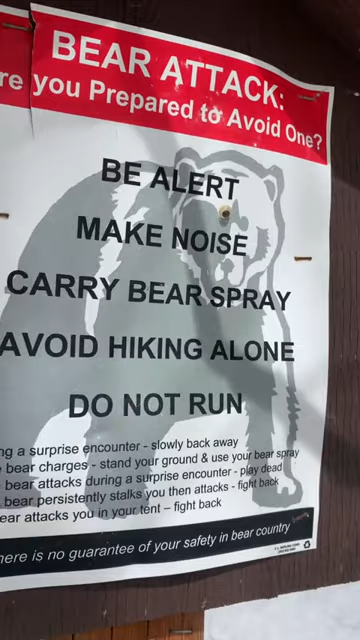 BEAR ATTACK:
re you Prepared to Avoid One?
BE ALERT
MAKE NOISE
CARRY BEAR SPRAY
AVOID HIKING ALONE
DO NOT RUN
ng a surprise encounter - slowly back away
bear charges - stand your ground & use your bear spray
bear attacks during a surprise encounter - play dead
bear persistently stalks you then attacks - fight back
ear attacks you in your tent – fight back
here is no guarantee of your safety in bear country